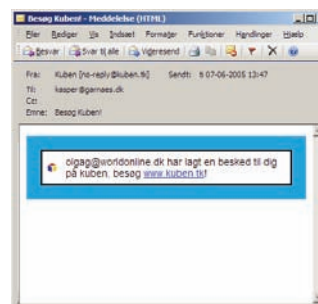 Besøg Kuben! - Meddelelse (HTML)
Filer Rediger Vis Indsæt Formater Funktioner Handlinger Hjælp
Besvar Svar til alle Videresend
Fra: Kuben [no-reply@kuben.tk] Sendt: ti 07-06-2005 13:47
Til: kasper@garnaes.dk
Cc:
Emne: Besøg Kuben!
olgag@worldonline.dk har lagt en besked til dig
på kuben, besøg www.kuben.tk!